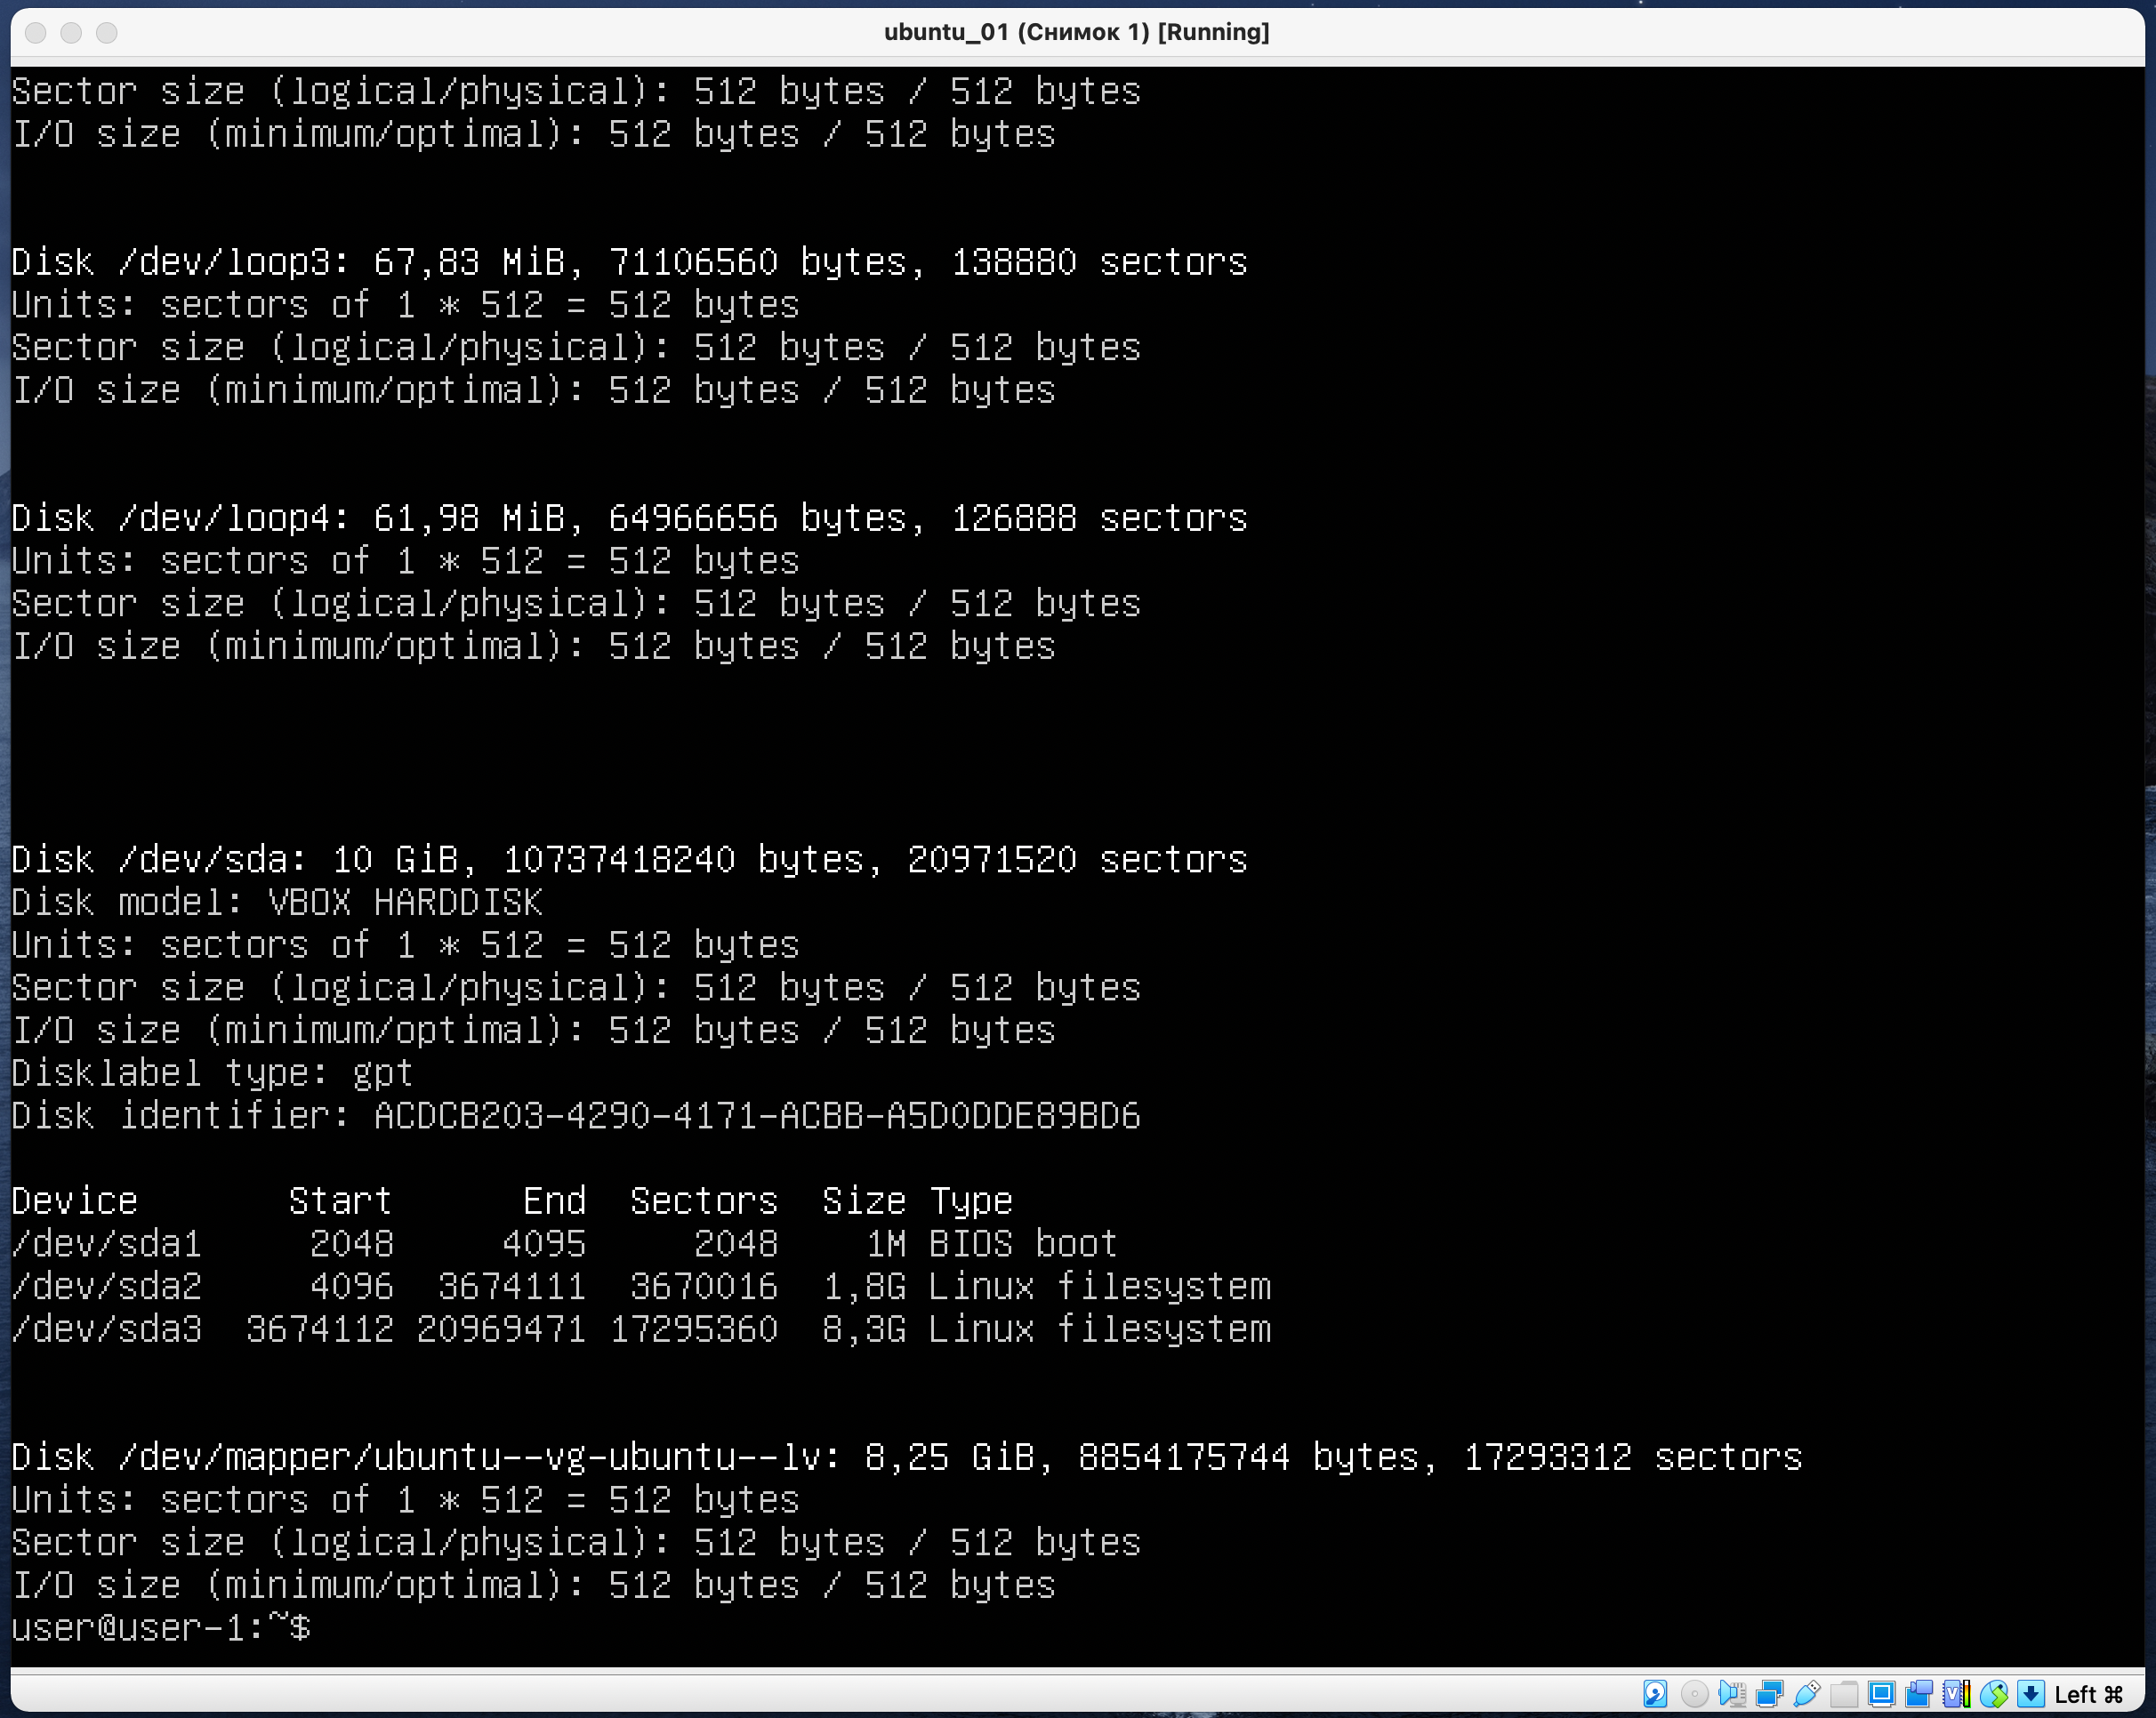 ubuntu_01 (Снимок 1) [Running]
Sector size (logical/physical): 512 bytes / 512 bytes
I/O size (minimum/optimal): 512 bytes / 512 bytes
Disk /dev/loop3: 67,83 MiB, 71106560 bytes, 138880 sectors
Units: sectors of 1 * 512 = 512 bytes
Sector size (logical/physical): 512 bytes / 512 bytes
I/O size (minimum/optimal): 512 bytes / 512 bytes
Disk /dev/loop4: 61,98 MiB, 64966656 bytes, 126888 sectors
Units: sectors of 1 * 512 = 512 bytes
Sector size (logical/physical): 512 bytes / 512 bytes
I/O size (minimum/optimal): 512 bytes / 512 bytes
Disk /dev/sda: 10 GiB, 10737418240 bytes, 20971520 sectors
Disk model: VBOX HARDDISK
Units: sectors of 1 * 512 = 512 bytes
Sector size (logical/physical): 512 bytes / 512 bytes
I/O size (minimum/optimal): 512 bytes / 512 bytes
Disklabel type: gpt
Disk identifier: ACDCB203-4290-4171-ACBB-A5D0DDE89BD6
Device Start End Sectors Size Type
/dev/sda1 2048 4095 2048 1M BIOS boot
/dev/sda2 4096 3674111 3670016 1,8G Linux filesystem
/dev/sda3 3674112 20969471 17295360 8,3G Linux filesystem
Disk /dev/mapper/ubuntu--vg-ubuntu--lv: 8,25 GiB, 8854175744 bytes, 17293312 sectors
Units: sectors of 1 * 512 = 512 bytes
Sector size (logical/physical): 512 bytes / 512 bytes
I/O size (minimum/optimal): 512 bytes / 512 bytes
user@user-1:~$
Left ⌘